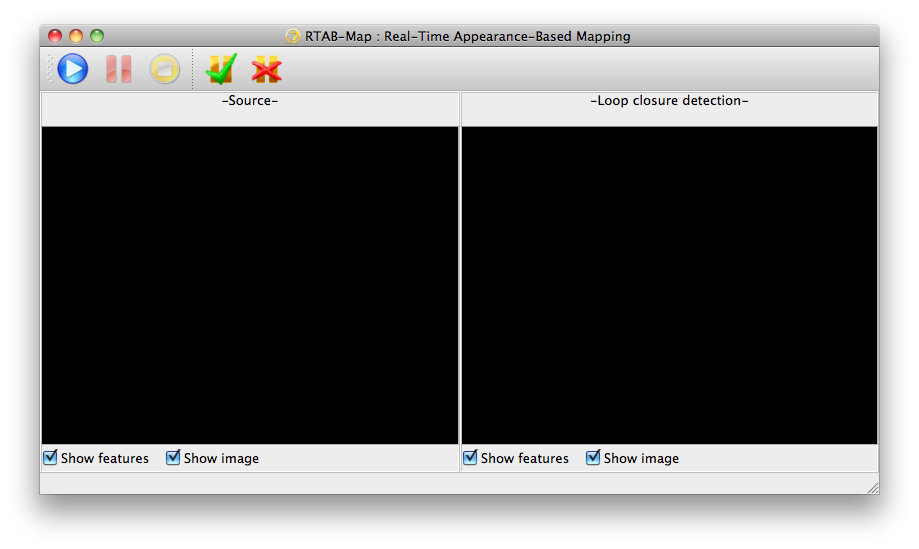 RTAB-Map : Real-Time Appearance-Based Mapping
-Source-
-Loop closure detection-
Show features Show image
Show features Show image